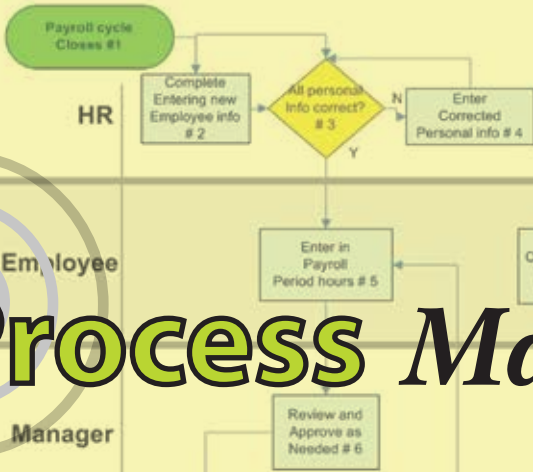 Payroll cycle
Closes #1
HR
Complete
Entering new
Employee info
# 2
All personal
Info correct?
# 3
N
Enter
Corrected
Personal info # 4
Y
Employee
Enter in
Payroll
Period hours # 5
Process Ma
Manager
Review and
Approve as
Needed # 6